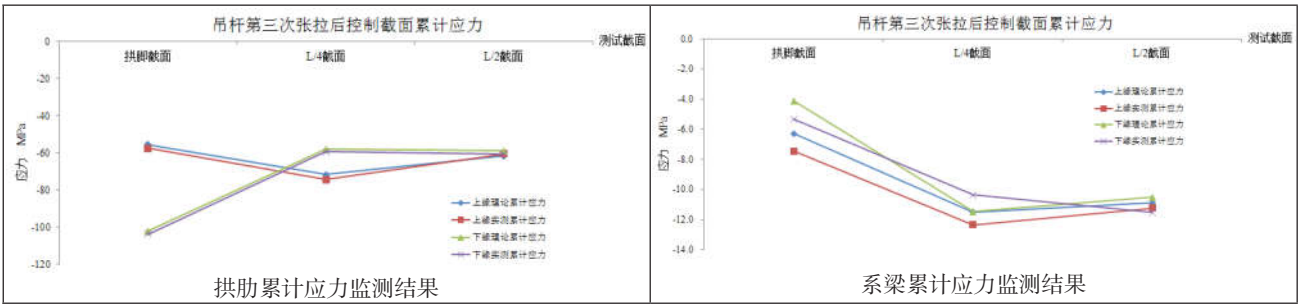 吊杆第三次张拉后控制截面累计应力
0
测试截面
拱脚截面
L/4截面
L/2截面
-20
-40
-60
-80
-100
-120
应力 MPa
上缘理论累计应力
上缘实测累计应力
下缘理论累计应力
下缘实测累计应力
拱肋累计应力监测结果
吊杆第三次张拉后控制截面累计应力
0.0
测试截面
拱脚截面
L/4截面
L/2截面
-2.0
-4.0
-6.0
-8.0
-10.0
-12.0
-14.0
应力 MPa
上缘理论累计应力
上缘实测累计应力
下缘理论累计应力
下缘实测累计应力
系梁累计应力监测结果